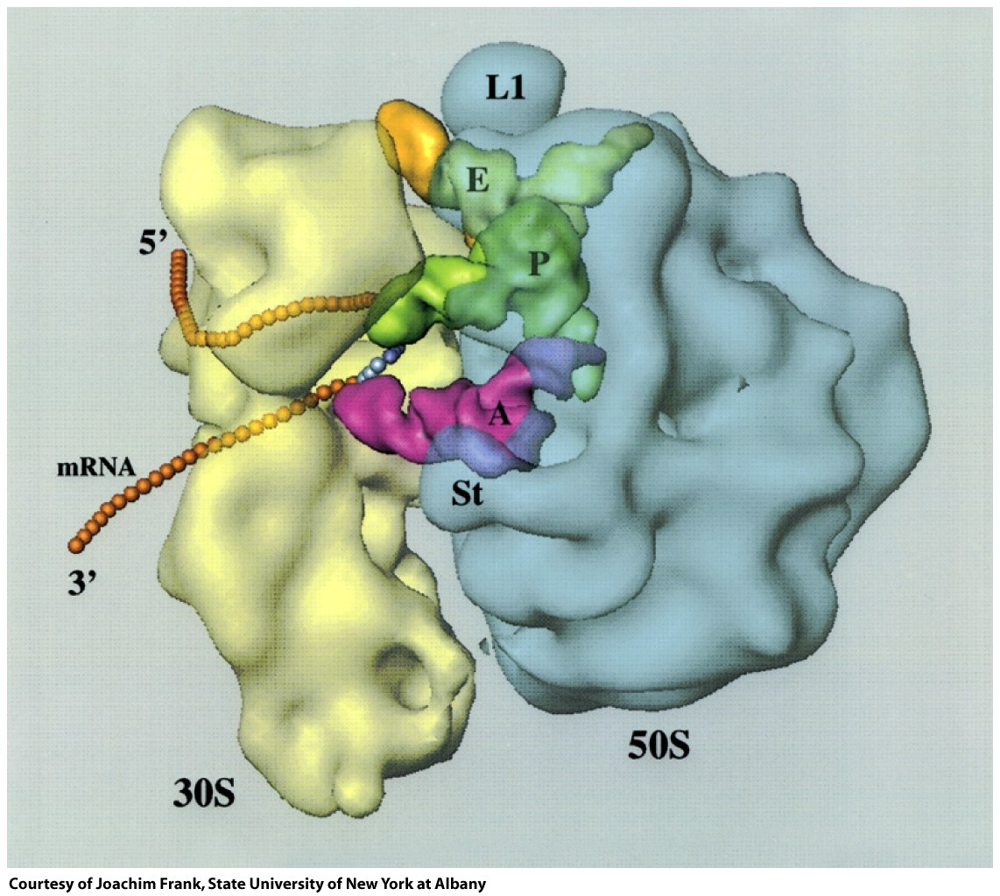 L1
E
5’
P
A
mRNA
St
3’
50S
30S
Courtesy of Joachim Frank, State University of New York at Albany